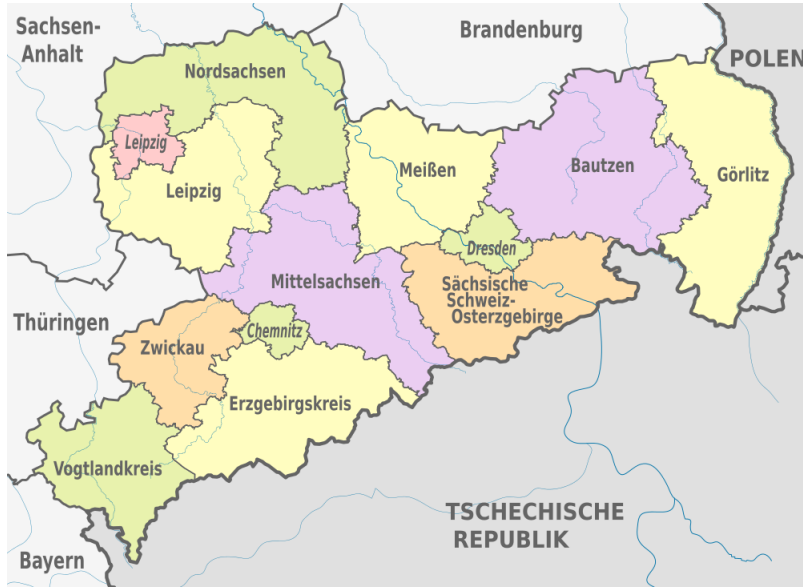 Sachsen-
Anhalt
Brandenburg
POLEN
Nordsachsen
Leipzig
Leipzig
Meißen
Bautzen
Görlitz
Dresden
Mittelsachsen
Sächsische
Schweiz-
Osterzgebirge
Thüringen
Chemnitz
Zwickau
Erzgebirgskreis
Vogtlandkreis
TSCHECHISCHE
REPUBLIK
Bayern